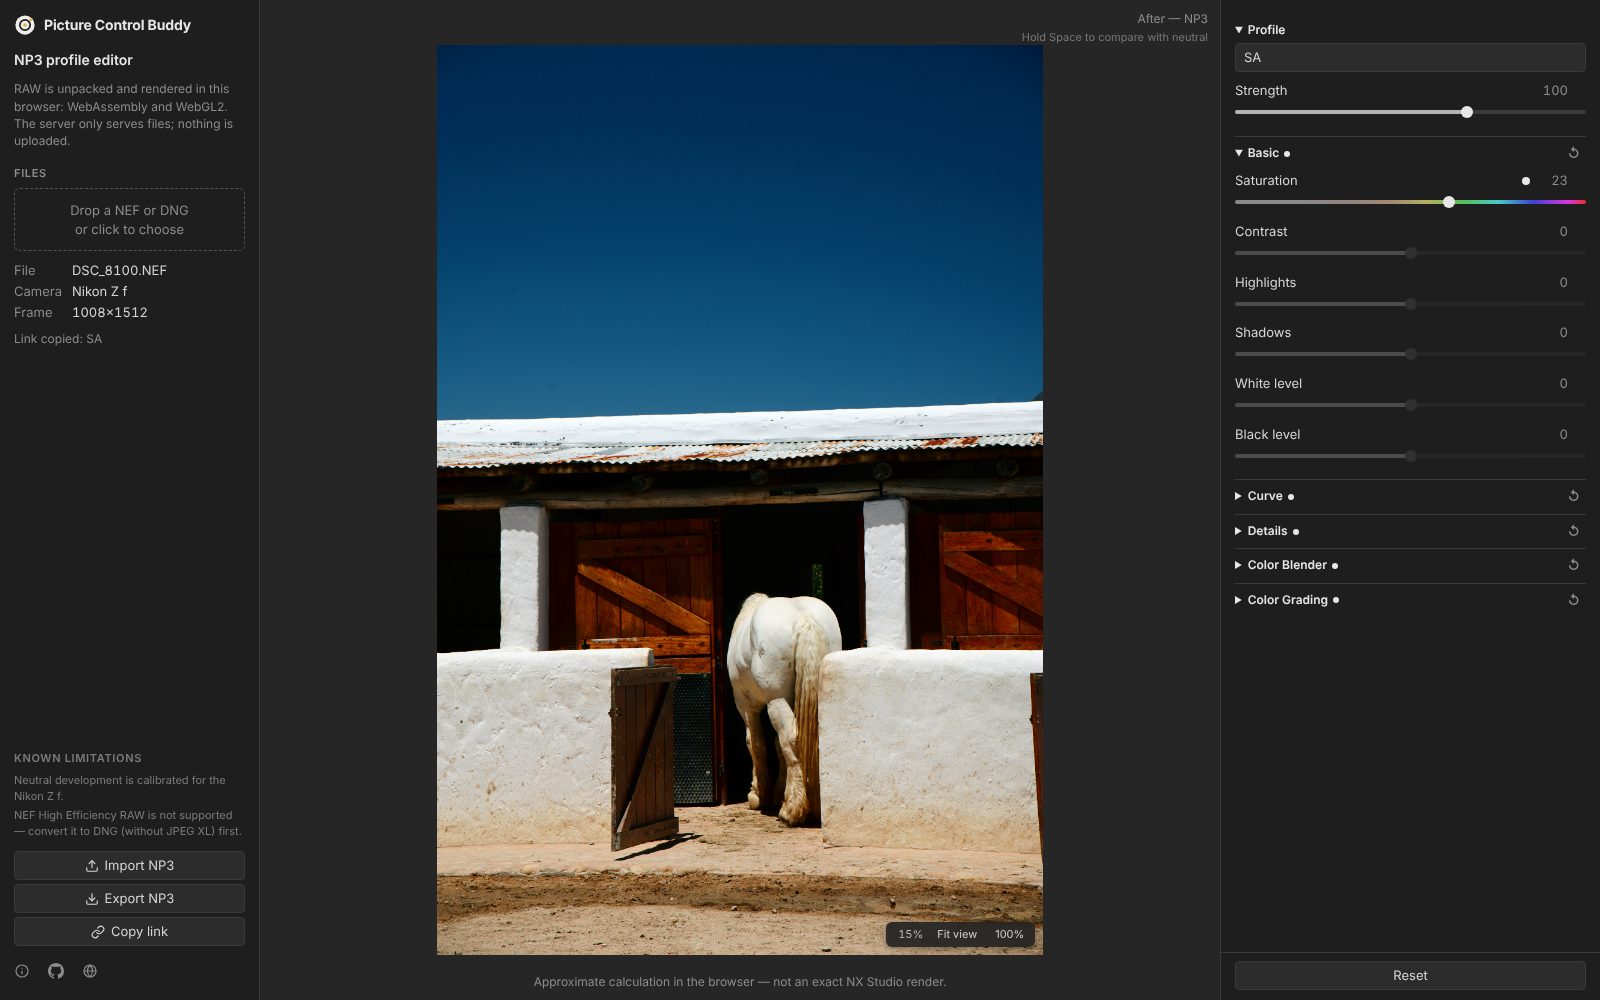 Picture Control Buddy
NP3 profile editor
RAW is unpacked and rendered in this
browser: WebAssembly and WebGL2.
The server only serves files; nothing is
uploaded.
FILES
Drop a NEF or DNG
or click to choose
File DSC_8100.NEF
Camera Nikon Z f
Frame 1008×1512
Link copied: SA
KNOWN LIMITATIONS
Neutral development is calibrated for the
Nikon Z f.
NEF High Efficiency RAW is not supported
— convert it to DNG (without JPEG XL) first.
Import NP3
Export NP3
Copy link
After — NP3
Hold Space to compare with neutral
15% Fit view 100%
Approximate calculation in the browser — not an exact NX Studio render.
Profile
SA
Strength 100
Basic
Saturation 23
Contrast 0
Highlights 0
Shadows 0
White level 0
Black level 0
Curve
Details
Color Blender
Color Grading
Reset